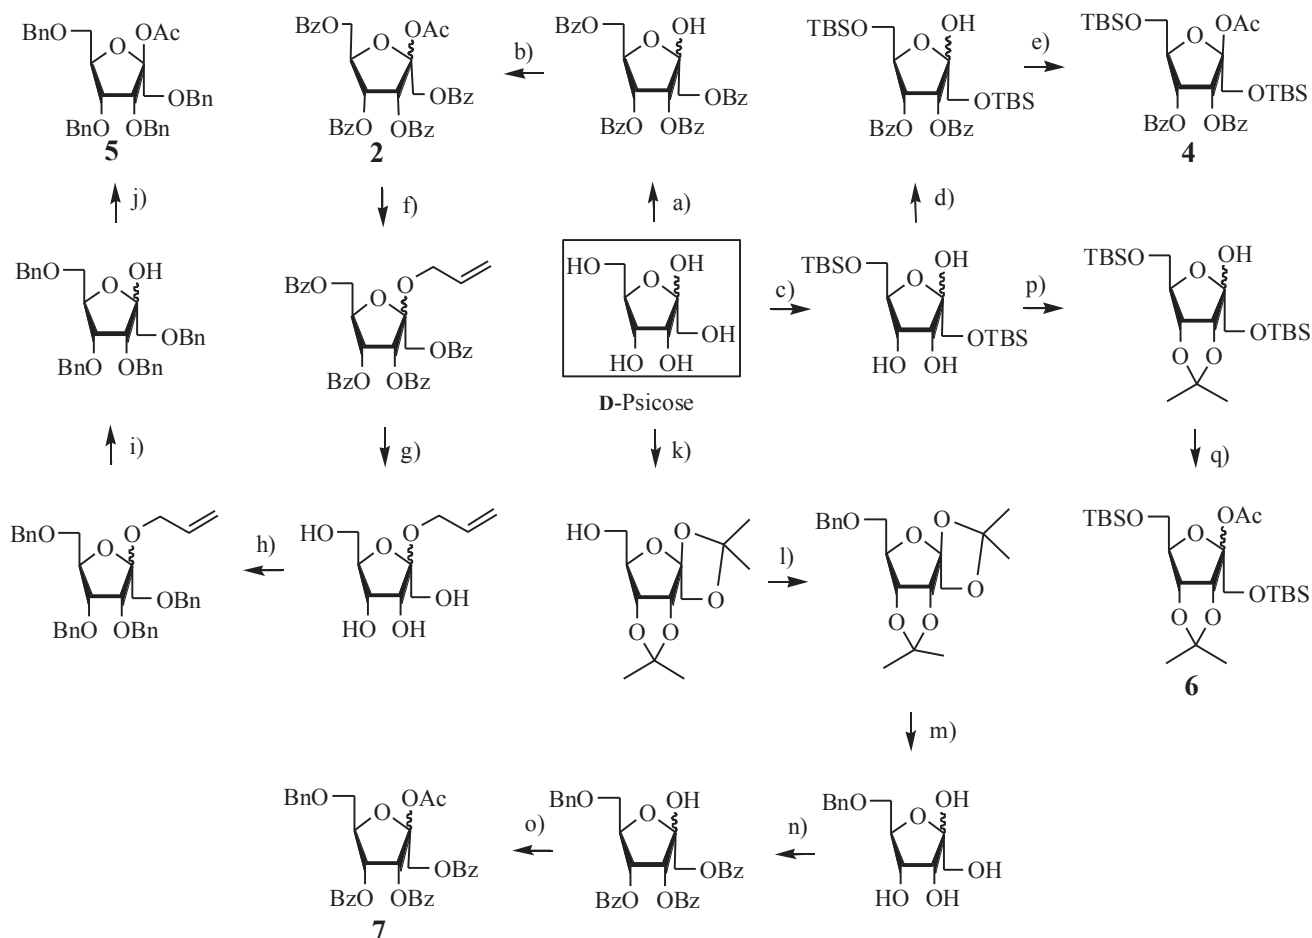 BnO O OAc
OBn
BnO OBn
5
BzO O OAc
OBz
BzO OBz
2
b)
BzO O OH
OBz
BzO OBz
TBSO O OH
OTBS
BzO OBz
e)
TBSO O OAc
OTBS
BzO OBz
4
j)
f)
a)
d)
BnO O OH
OBn
BnO OBn
BzO O O
OBz
BzO OBz
HO O OH
OH
HO OH
D-Psicose
c)
TBSO O OH
OTBS
HO OH
p)
TBSO O OH
OTBS
O O
i)
g)
k)
q)
BnO O O
OBn
BnO OBn
h)
HO O O
OH
HO OH
HO O O
O
O O
l)
BnO O O
O
O O
TBSO O OAc
OTBS
O O
6
m)
BnO O OAc
OBz
BzO OBz
7
o)
BnO O OH
OBz
BzO OBz
n)
BnO O OH
OH
HO OH